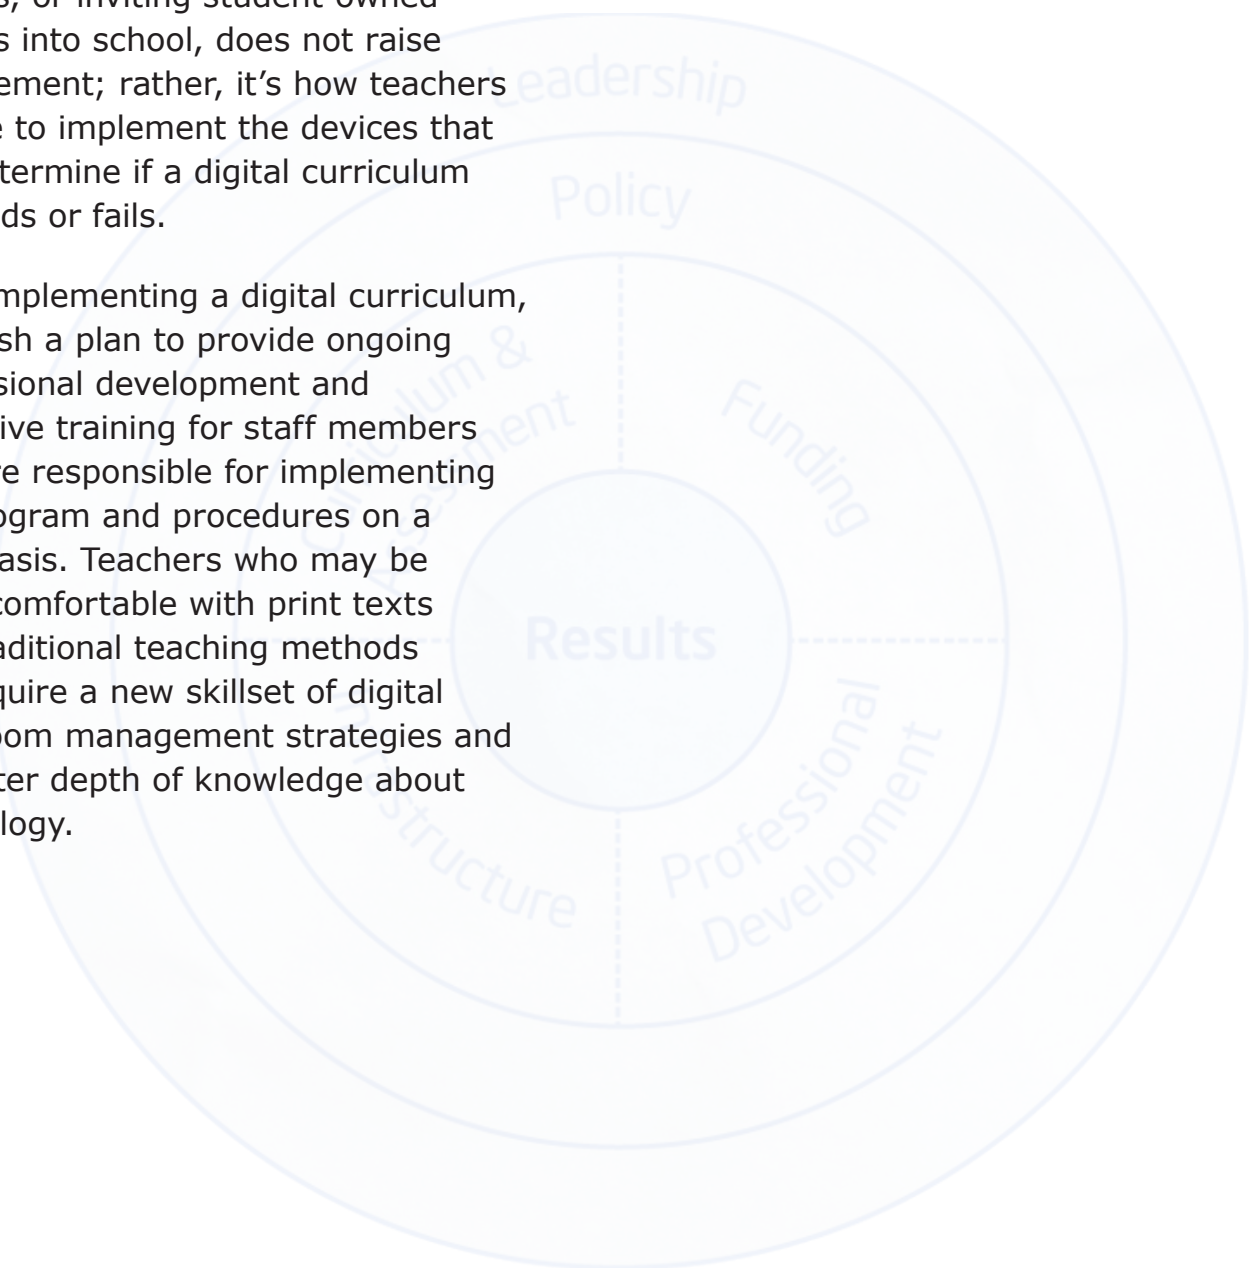 s, or inviting student owned
s into school, does not raise
ement; rather, it’s how teachers
e to implement the devices that
termine if a digital curriculum
ds or fails.
mplementing a digital curriculum,
sh a plan to provide ongoing
sional development and
ive training for staff members
re responsible for implementing
ogram and procedures on a
asis. Teachers who may be
comfortable with print texts
aditional teaching methods
quire a new skillset of digital
oom management strategies and
ter depth of knowledge about
logy.
Leadership
Policy
Curriculum &
Assessment
Funding
Results
Infrastructure
Professional
Development